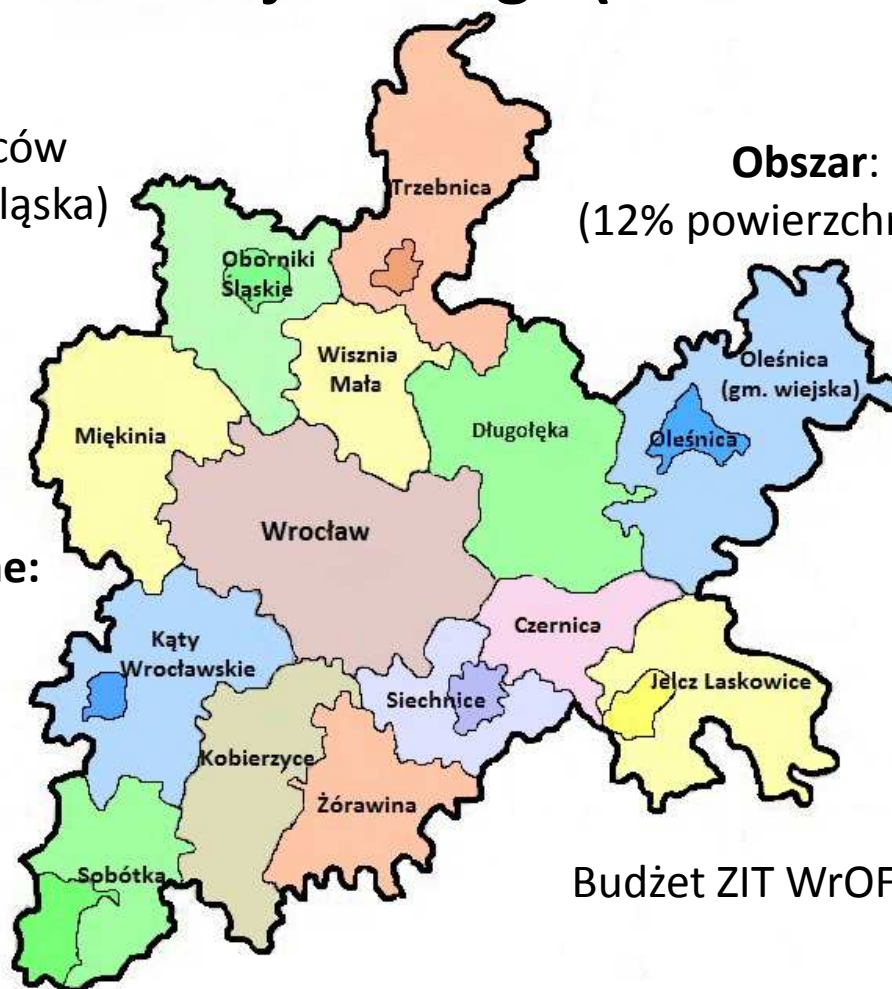 ców
ląska)
Obszar:
(12% powierzchn
Trzebnica
Oborniki
Śląskie
Wisznia
Mała
Oleśnica
(gm. wiejska)
Miękinia
Długołęka
Oleśnica
Wrocław
e:
Kąty
Wrocławskie
Czernica
Siechnice
Jelcz Laskowice
Kobierzyce
Żórawina
Sobótka
Budżet ZIT WrOF